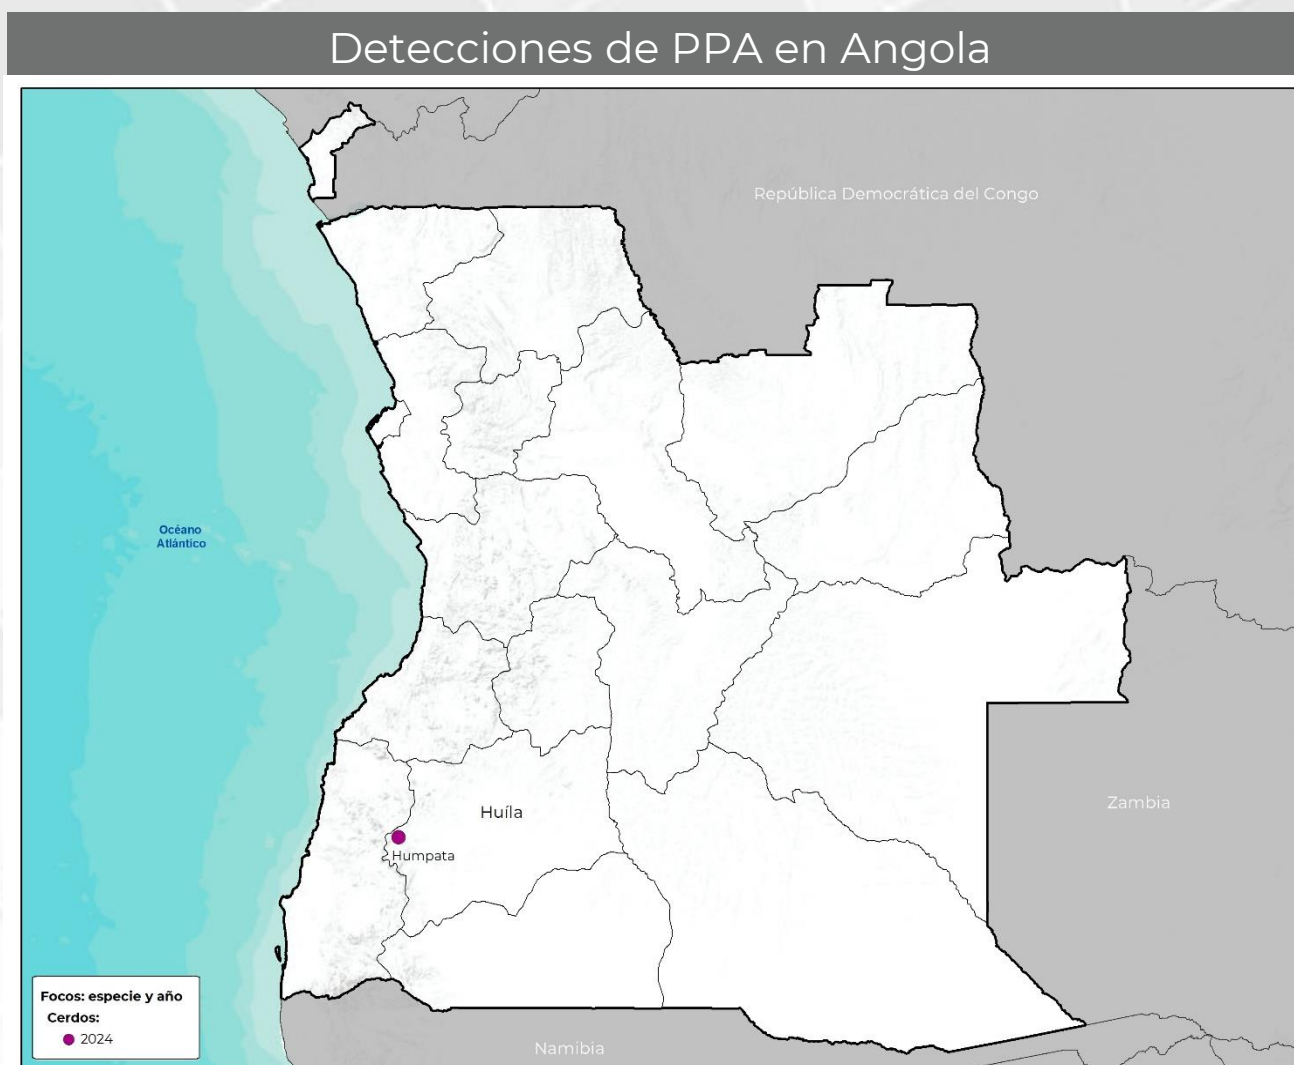 Detecciones de PPA en Angola
República Democrática del Congo
Océano
Atlántico
Zambia
Huíla
Humpata
Focos: especie y año
Cerdos:
2024
Namibia